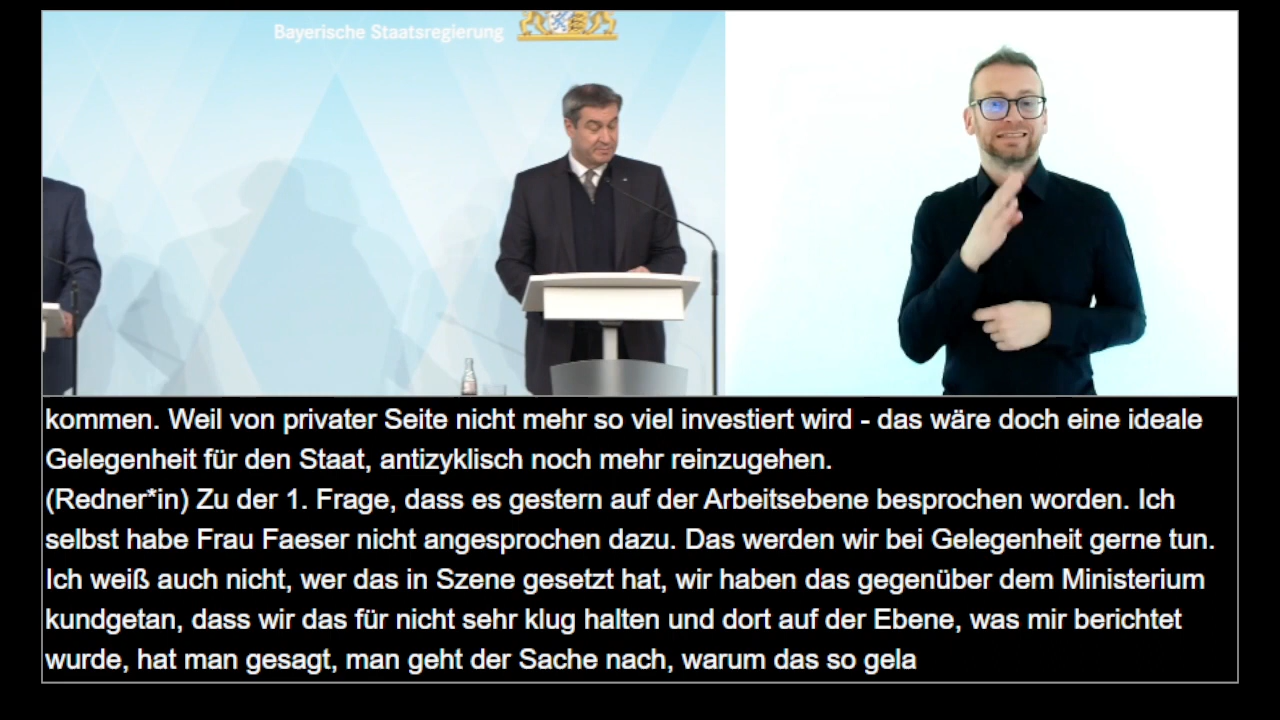 Bayerische Staatsregierung
kommen. Weil von privater Seite nicht mehr so viel investiert wird - das wäre doch eine ideale
Gelegenheit für den Staat, antizyklisch noch mehr reinzugehen.
(Redner*in) Zu der 1. Frage, dass es gestern auf der Arbeitsebene besprochen worden. Ich
selbst habe Frau Faeser nicht angesprochen dazu. Das werden wir bei Gelegenheit gerne tun.
Ich weiß auch nicht, wer das in Szene gesetzt hat, wir haben das gegenüber dem Ministerium
kundgetan, dass wir das für nicht sehr klug halten und dort auf der Ebene, was mir berichtet
wurde, hat man gesagt, man geht der Sache nach, warum das so gela